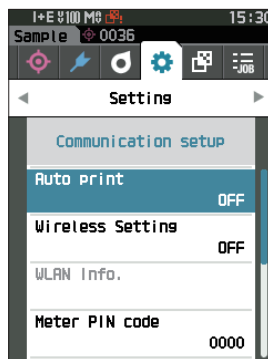 I+E M 15:30
Sample 0036
-JOB
Setting
Communication setup
Auto print
OFF
Wireless Setting
OFF
WLAN Info.
Meter PIN code
0000